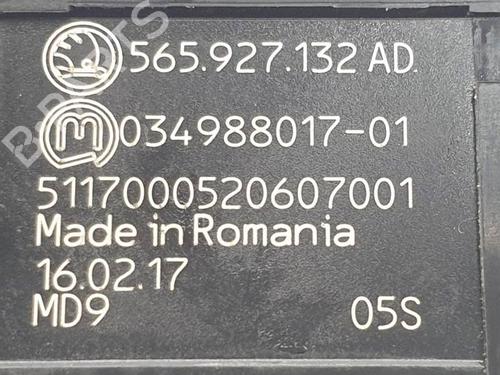 565.927.132 AD.
034988017-01
5117000520607001
Made in Romania
16.02.17
MD9 05S